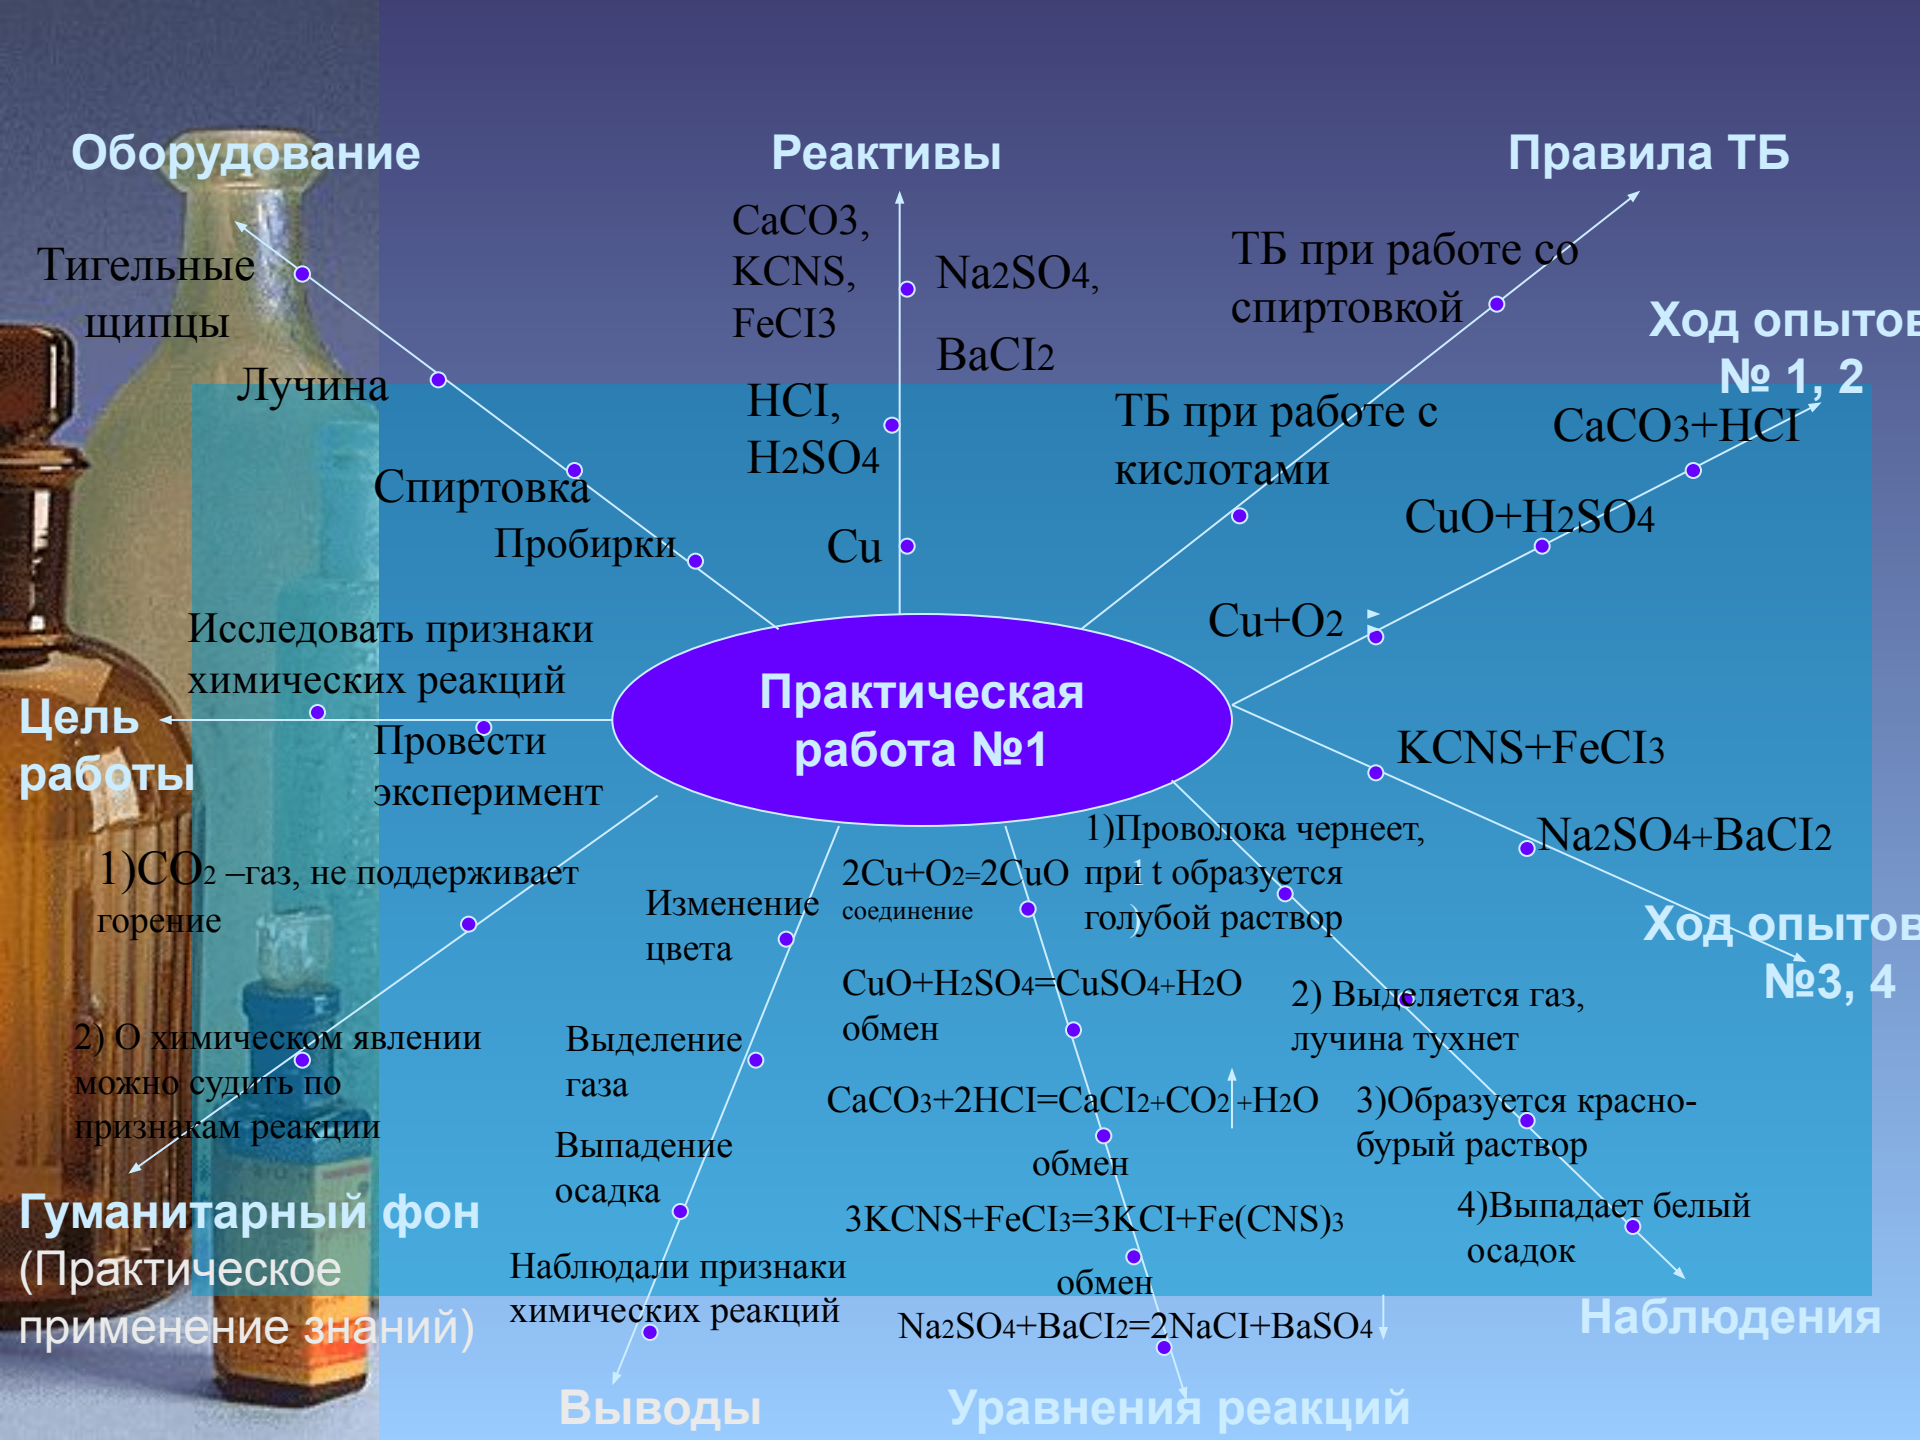 Оборудование
Реактивы
Правила ТБ
Тигельные
щипцы
Лучина
Спиртовка
Пробирки
CaCO3,
KCNS,
FeCI3
Na2SO4,
BaCI2
HCI,
H2SO4
Cu
ТБ при работе со
спиртовкой
ТБ при работе с
кислотами
Ход опытов
№ 1, 2
CaCO3+HCI
CuO+H2SO4
Cu+O2
Исследовать признаки
химических реакций
Цель
работы
Провести
эксперимент
Практическая
работа №1
KCNS+FeCI3
Na2SO4+BaCI2
Ход опытов
№3, 4
1)CO2 –газ, не поддерживает
горение
2) О химическом явлении
можно судить по
признакам реакции
Гуманитарный фон
(Практическое
применение знаний)
Изменение
цвета
Выделение
газа
Выпадение
осадка
Наблюдали признаки
химических реакций
Выводы
2Cu+O2=2CuO
соединение
CuO+H2SO4=CuSO4+H2O
обмен
CaCO3+2HCI=CaCI2+CO2↑+H2O
обмен
3KCNS+FeCI3=3KCI+Fe(CNS)3
обмен
Na2SO4+BaCI2=2NaCI+BaSO4↓
Уравнения реакций
1)Проволока чернеет,
при t образуется
голубой раствор
2) Выделяется газ,
лучина тухнет
3)Образуется красно-
бурый раствор
4)Выпадает белый
осадок
Наблюдения